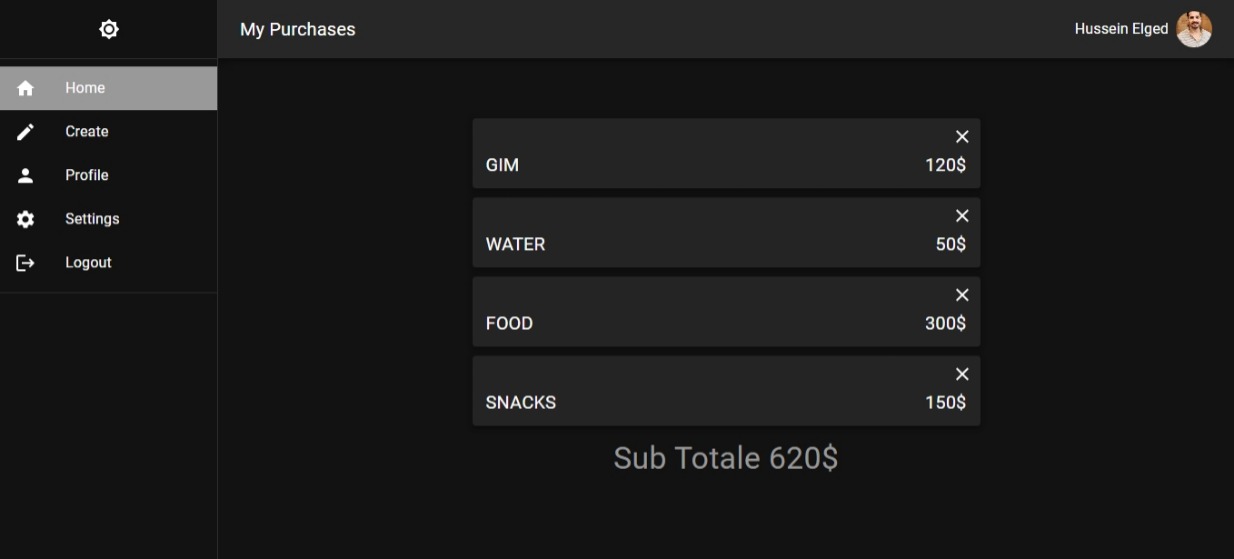 My Purchases
Hussein Elged
Home
Create
Profile
Settings
Logout
GIM 120$
WATER 50$
FOOD 300$
SNACKS 150$
Sub Totale 620$